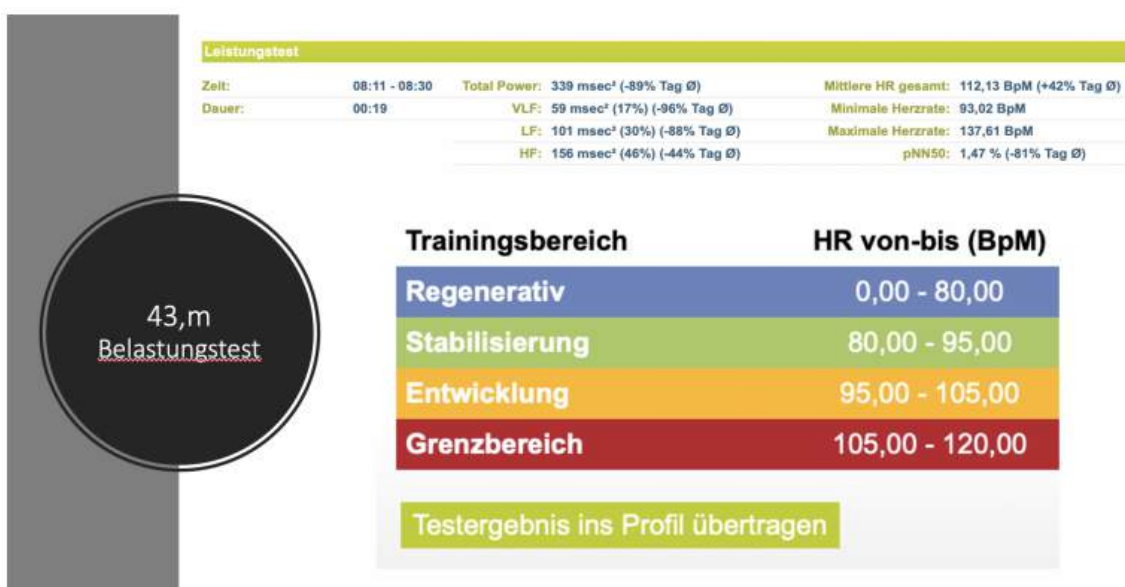 Leistungstest
Zeit: 08:11 - 08:30 Total Power: 339 msec² (-89% Tag Ø) Mittlere HR gesamt: 112,13 BpM (+42% Tag Ø)
Dauer: 00:19 VLF: 59 msec² (17%) (-96% Tag Ø) Minimale Herzrate: 93,02 BpM
LF: 101 msec² (30%) (-88% Tag Ø) Maximale Herzrate: 137,61 BpM
HF: 156 msec² (46%) (-44% Tag Ø) pNN50: 1,47 % (-81% Tag Ø)
43,m
Belastungstest
Trainingsbereich HR von-bis (BpM)
Regenerativ 0,00 - 80,00
Stabilisierung 80,00 - 95,00
Entwicklung 95,00 - 105,00
Grenzbereich 105,00 - 120,00
Testergebnis ins Profil übertragen